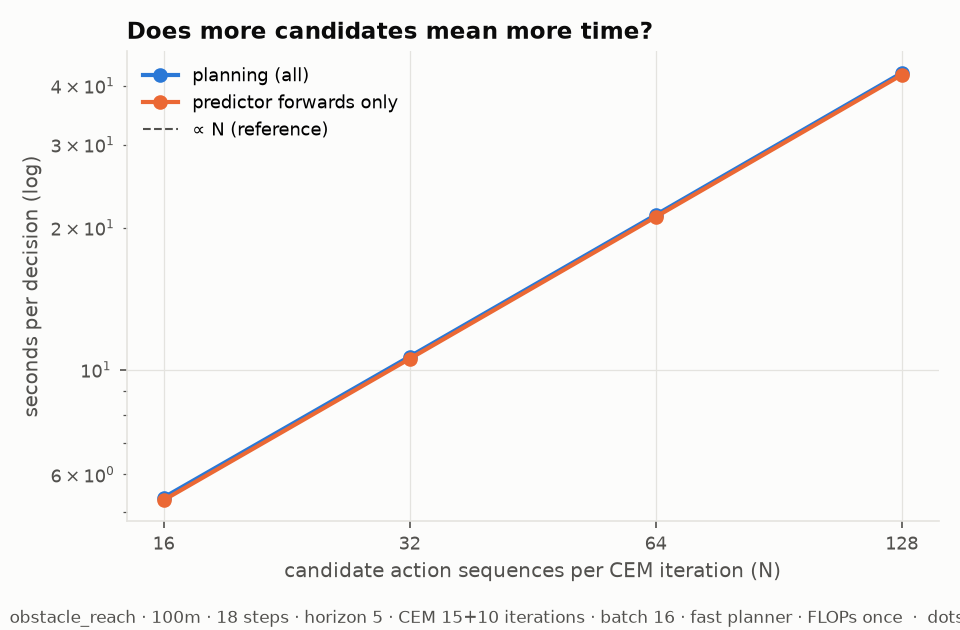 Does more candidates mean more time?
planning (all)
predictor forwards only
∝ N (reference)
seconds per decision (log)
4 × 10¹
3 × 10¹
2 × 10¹
10¹
6 × 10⁰
16 32 64 128
candidate action sequences per CEM iteration (N)
obstacle_reach · 100m · 18 steps · horizon 5 · CEM 15+10 iterations · batch 16 · fast planner · FLOPs once · dots